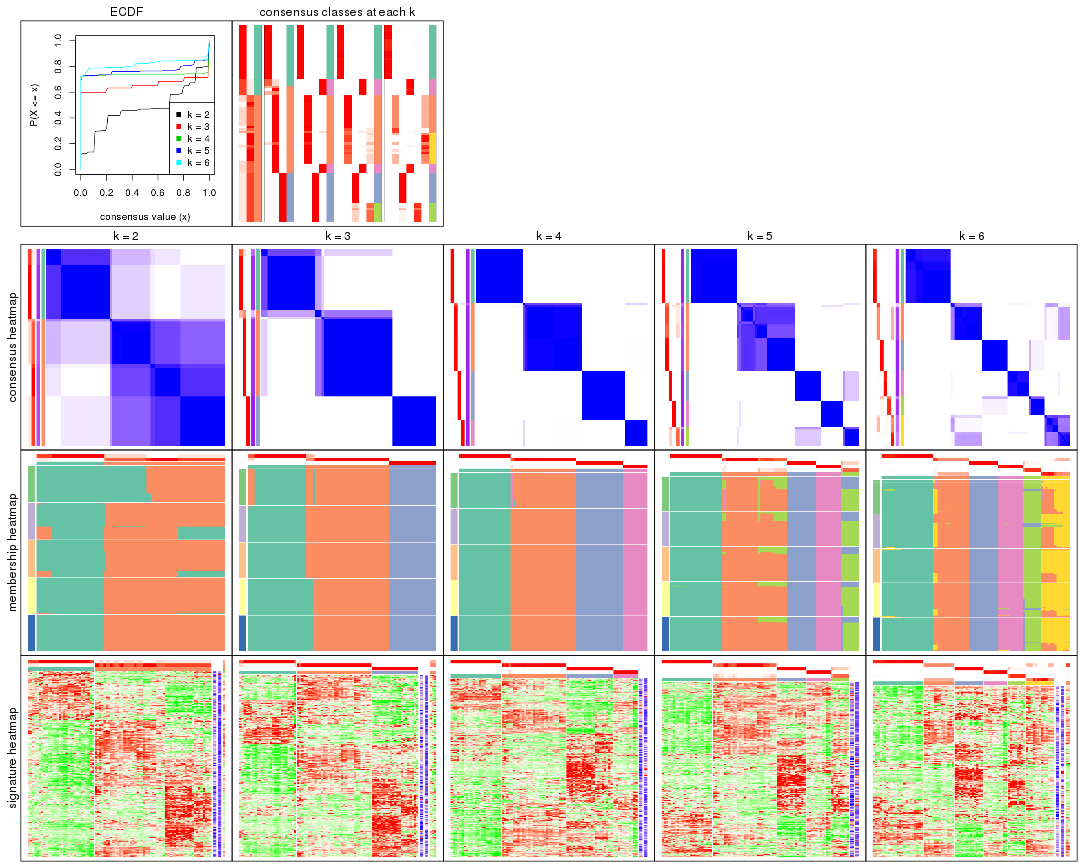 ECDF
consensus classes at each k
P(X <= x)
1.0
0.8
0.6
0.4
0.2
0.0
k = 2
k = 3
k = 4
k = 5
k = 6
0.0 0.2 0.4 0.6 0.8 1.0
consensus value (x)
k = 2
k = 3
k = 4
k = 5
k = 6
consensus heatmap
membership heatmap
signature heatmap